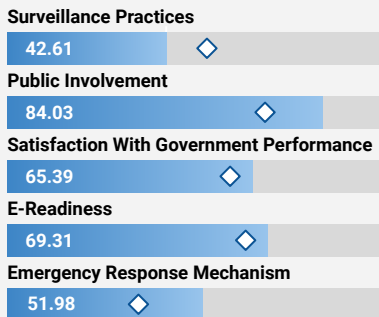 Surveillance Practices
42.61
Public Involvement
84.03
Satisfaction With Government Performance
65.39
E-Readiness
69.31
Emergency Response Mechanism
51.98